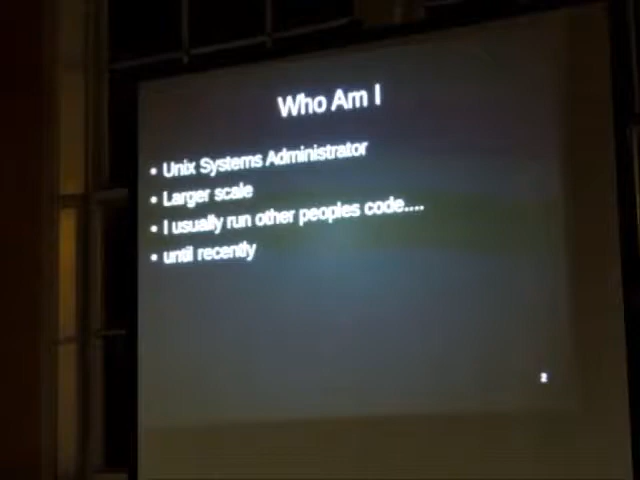 Who Am I
• Unix Systems Administrator
• Larger scale
• I usually run other peoples code....
• until recently
2